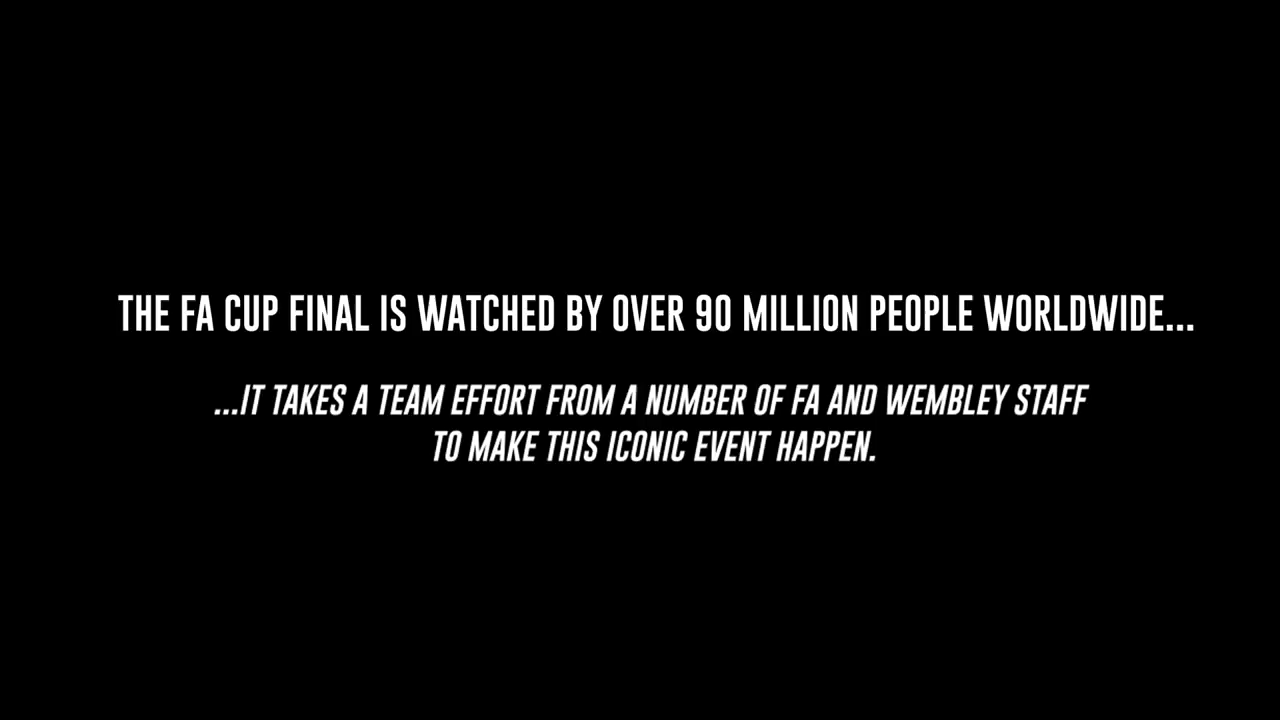 THE FA CUP FINAL IS WATCHED BY OVER 90 MILLION PEOPLE WORLDWIDE...
...IT TAKES A TEAM EFFORT FROM A NUMBER OF FA AND WEMBLEY STAFF
TO MAKE THIS ICONIC EVENT HAPPEN.